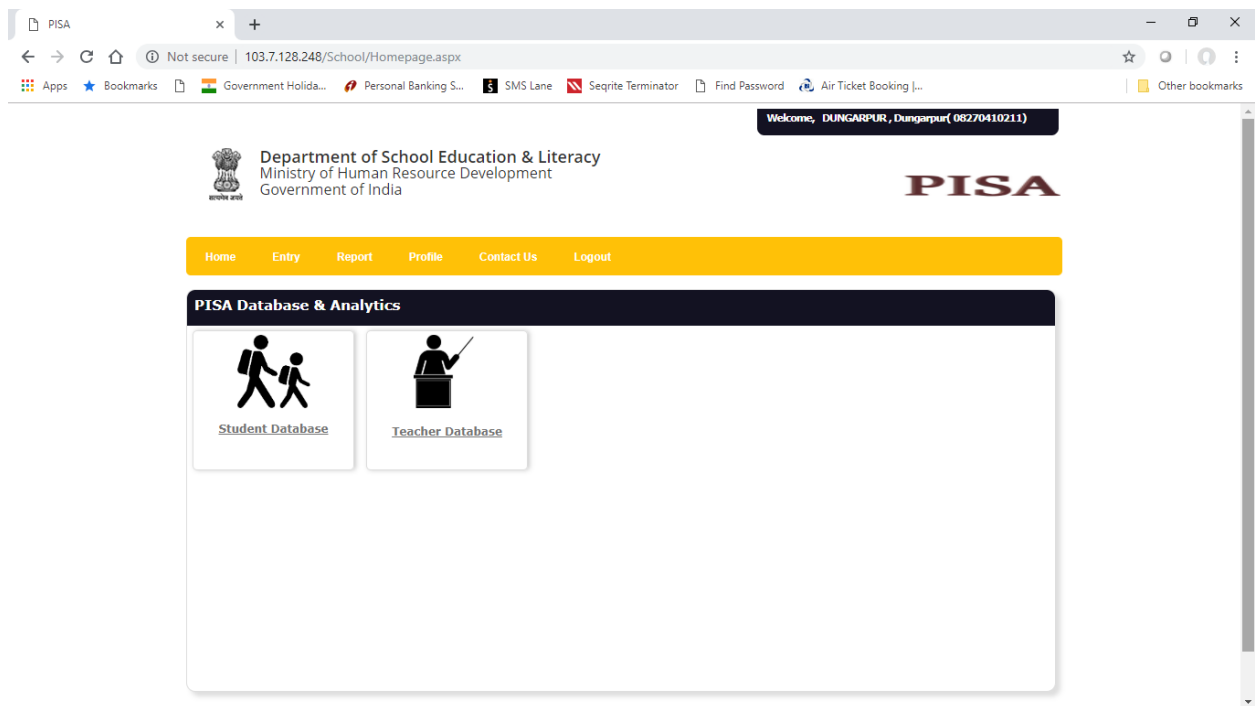 PISA
Not secure | 103.7.128.248/School/Homepage.aspx
Apps Bookmarks Government Holida... Personal Banking S... SMS Lane Seqrite Terminator Find Password Air Ticket Booking |... Other bookmarks
Welcome, DUNGARPUR, Dungarpur( 08270410211)
Department of School Education & Literacy
Ministry of Human Resource Development
Government of India
सत्यमेव जयते
PISA
Home Entry Report Profile Contact Us Logout
PISA Database & Analytics
Student Database Teacher Database